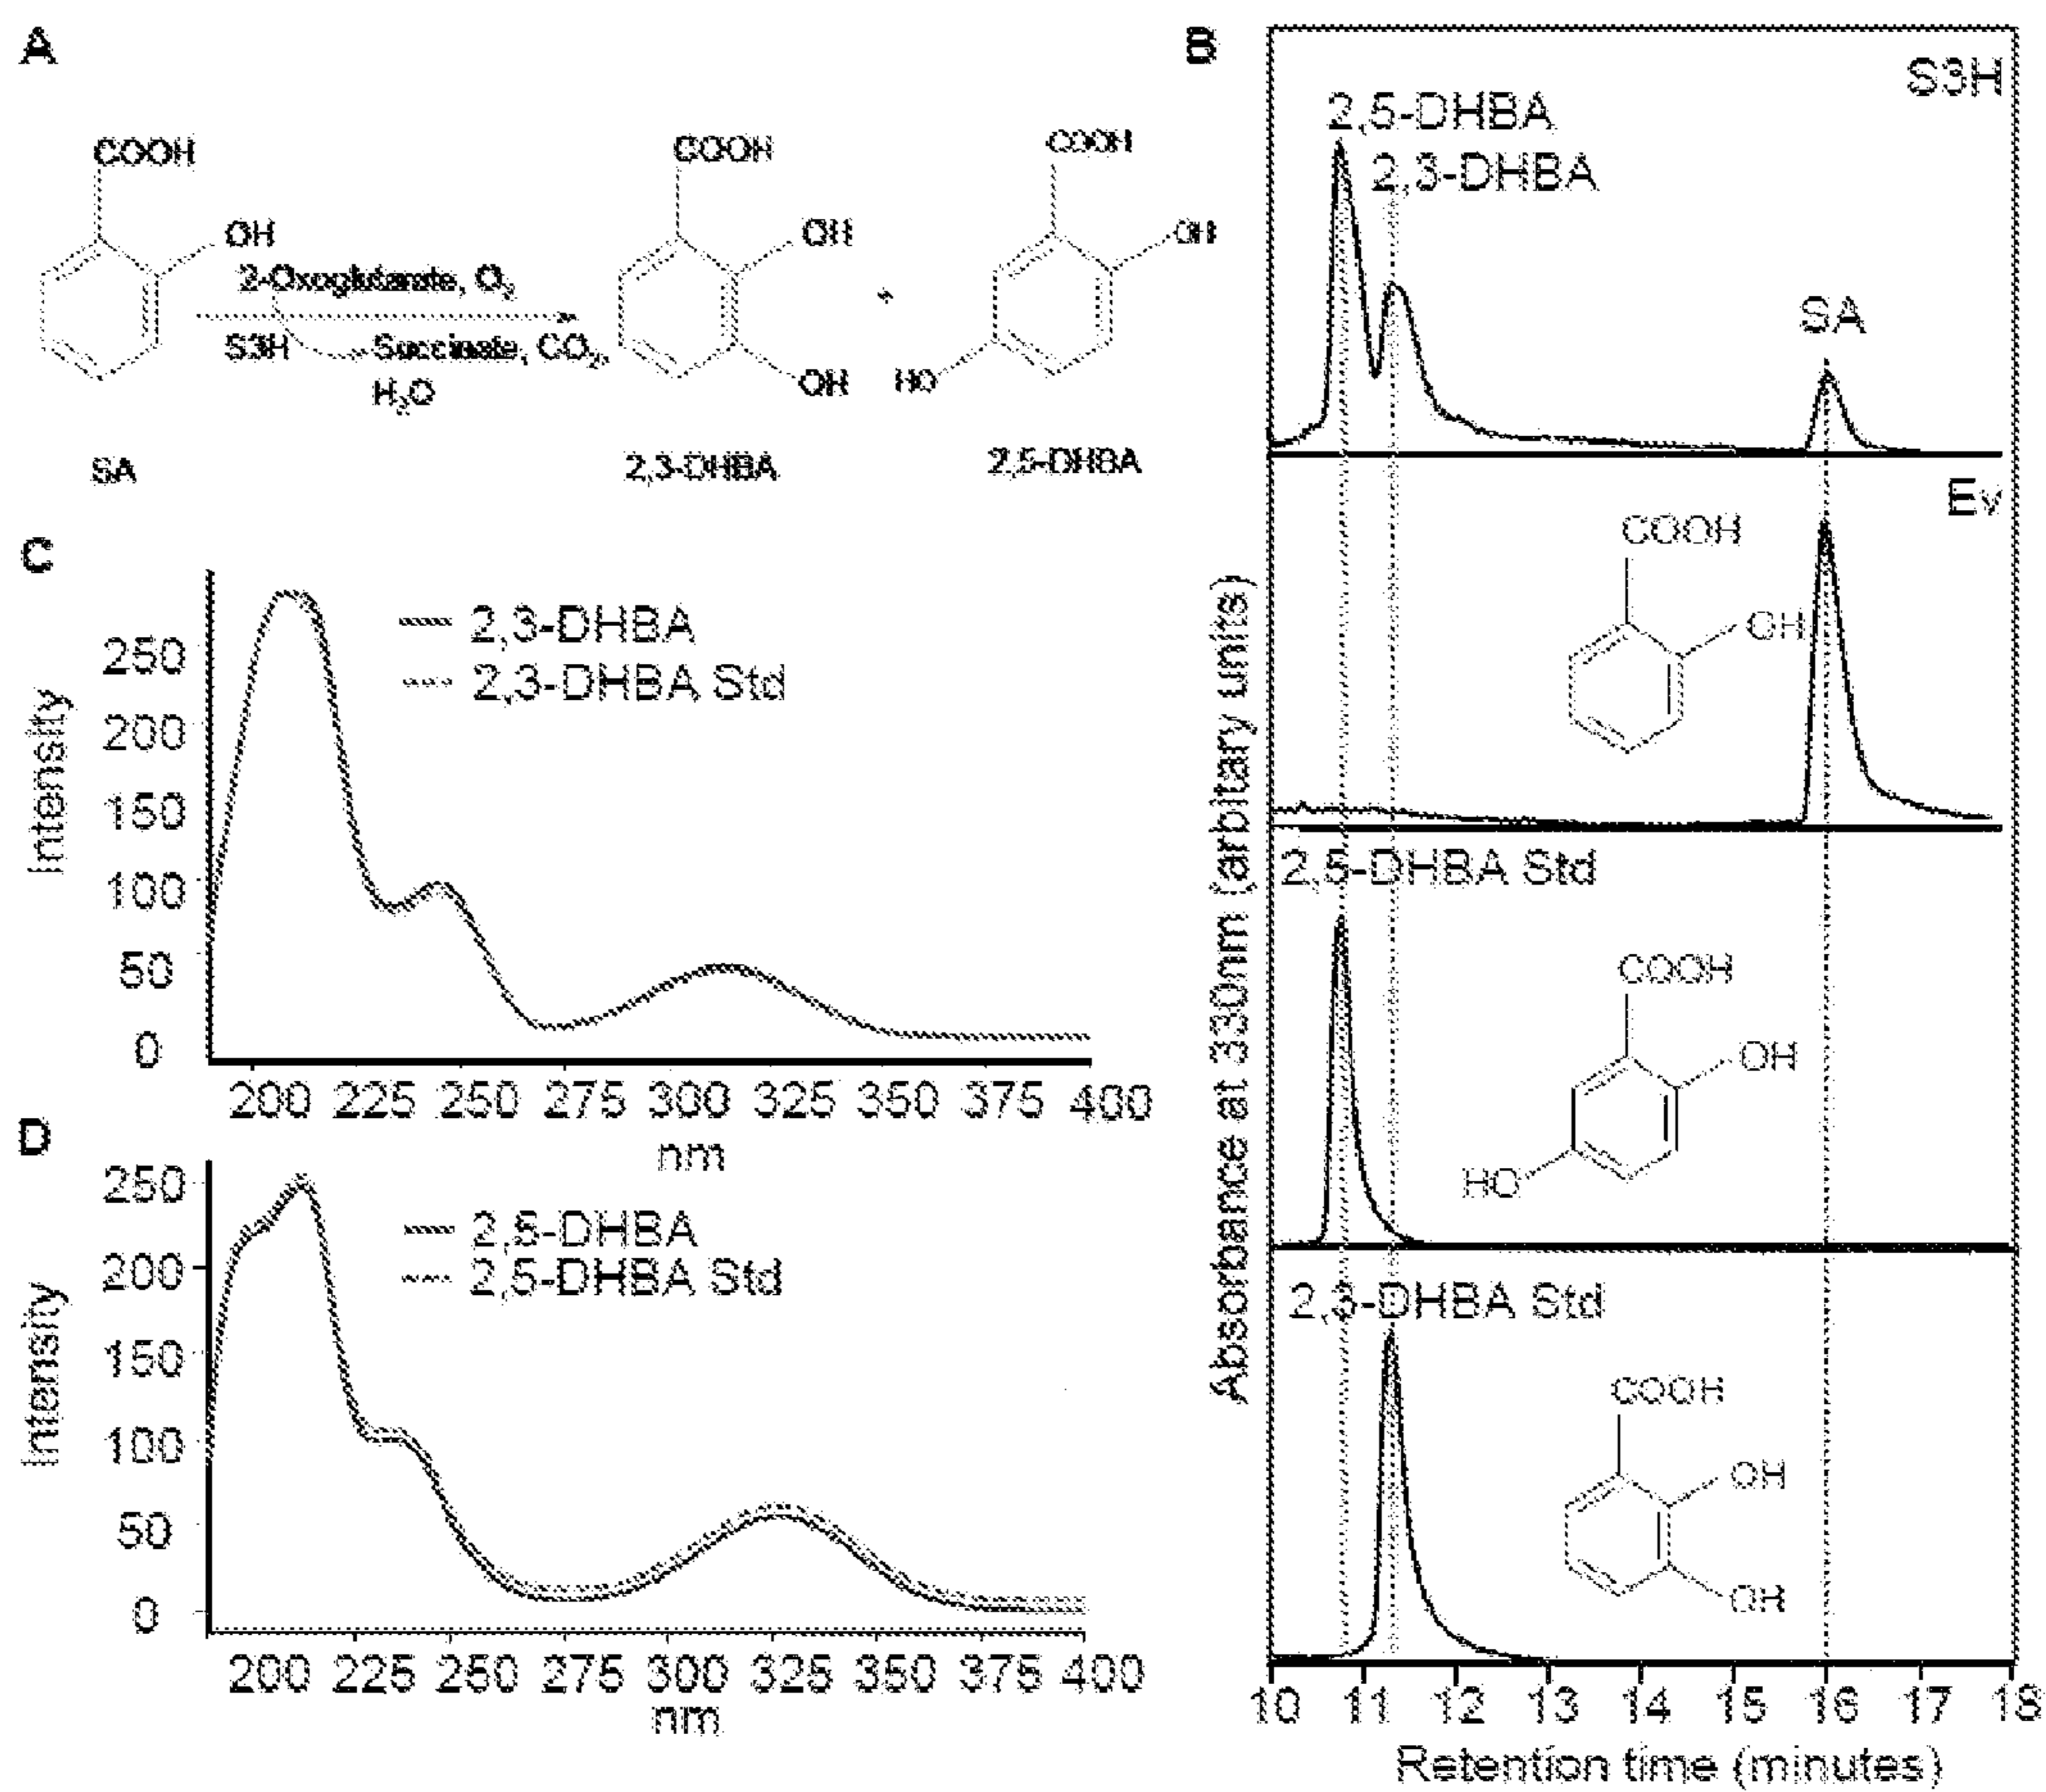 A
COOH
OH
2-Oxoglutarate, O2
S3H
Succinate, CO2,
H2O
SA
COOH
OH
OH
2,3-DHBA
+
COOH
OH
HO
2,5-DHBA
B
S3H
2,5-DHBA
2,3-DHBA
SA
Ev
COOH
OH
2,5-DHBA Std
COOH
OH
HO
2,3-DHBA Std
COOH
OH
OH
Absorbance at 330nm (arbitary units)
10 11 12 13 14 15 16 17 18
Retention time (minutes)
C
2,3-DHBA
2,3-DHBA Std
Intensity
250
200
150
100
50
0
200 225 250 275 300 325 350 375 400
nm
D
2,5-DHBA
2,5-DHBA Std
Intensity
250
200
150
100
50
0
200 225 250 275 300 325 350 375 400
nm